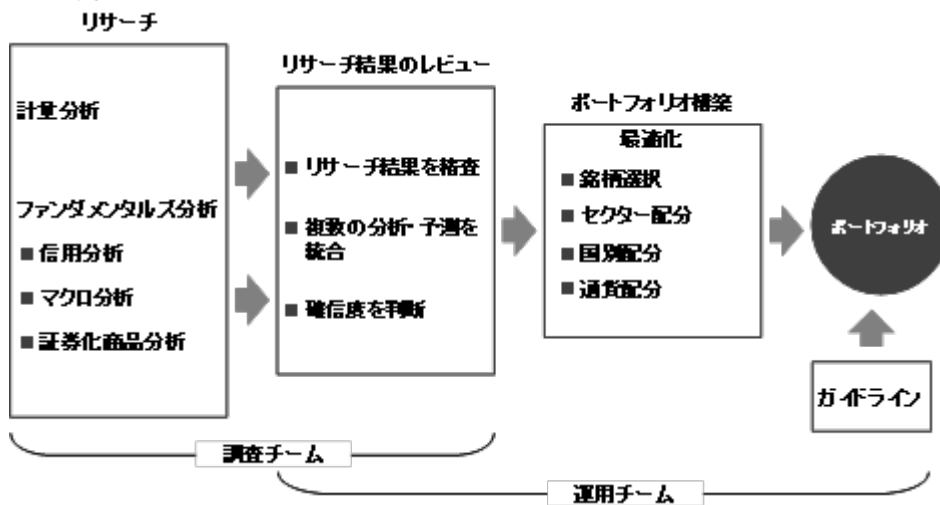 リサーチ
計量分析
ファンダメンタルズ分析
■信用分析
■マクロ分析
■証券化商品分析
リサーチ結果のレビュー
■リサーチ結果を精査
■複数の分析・予測を
統合
■確信度を判断
ポートフォリオ構築
最適化
■銘柄選択
■セクター配分
■国別配分
■通貨配分
ポートフォリオ
ガイドライン
調査チーム
運用チーム